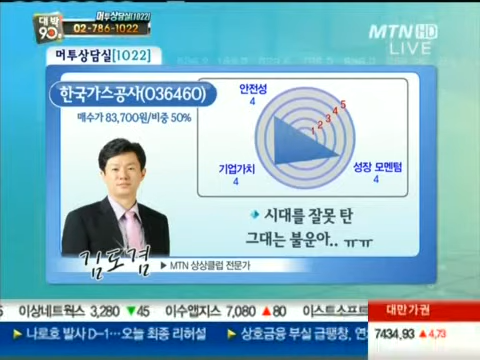 대박
90분
머투상담실[1022]
02-786-1022
MTN HD
LIVE
머투상담실[1022]
한국가스공사(036460)
매수가 83,700원/비중 50%
안전성
4
1 2 3 4 5
기업가치
4
성장 모멘텀
4
시대를 잘못 탄
그대는 불운아.. ㅠㅠ
김도겸
▶ MTN 상상클럽 전문가
5 이상네트웍스 3,280 ▼45 이수앱지스 7,080 ▲80 이스트소프트
대만가권
▶나로호 발사 D-1…오늘 최종 리허설 ▶상호금융 부실 급팽창, 연
7434,93 ▲4,73